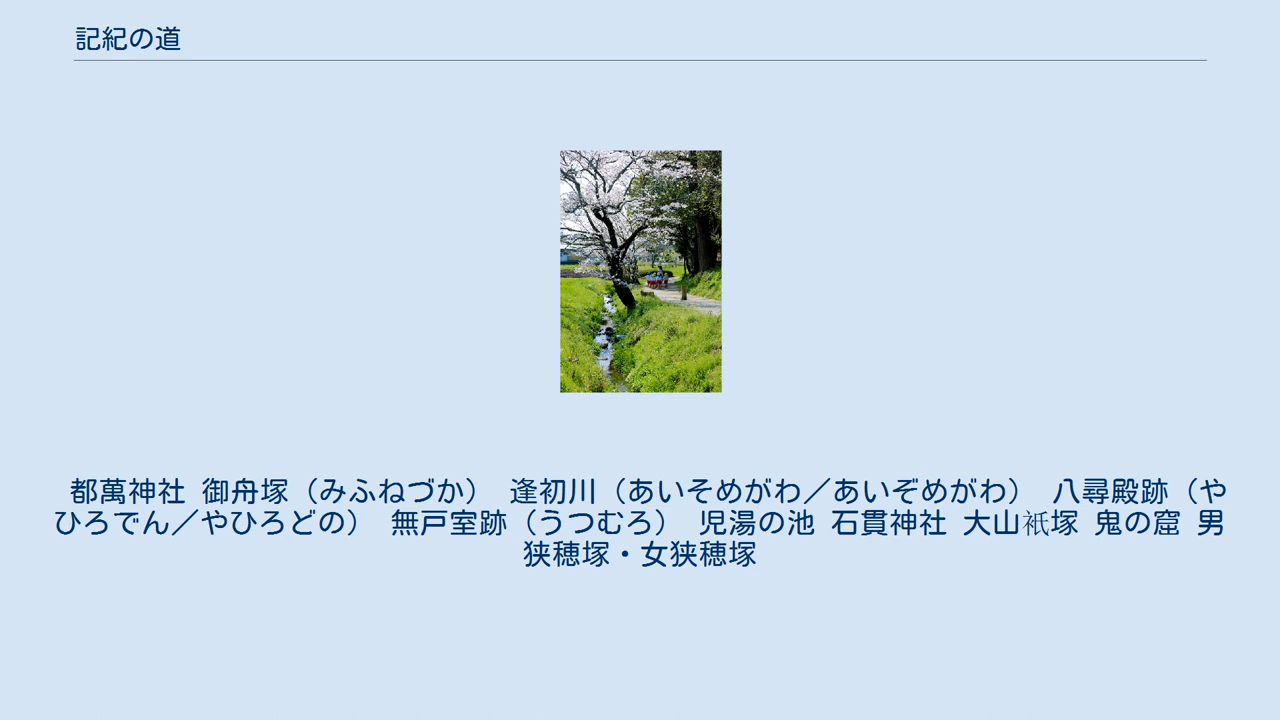 記紀の道
都萬神社 御舟塚（みふねづか） 逢初川（あいそめがわ／あいぞめがわ） 八尋殿跡（や
ひろでん／やひろどの） 無戸室跡（うつむろ） 児湯の池 石貫神社 大山祇塚 鬼の窟 男
狭穂塚・女狭穂塚